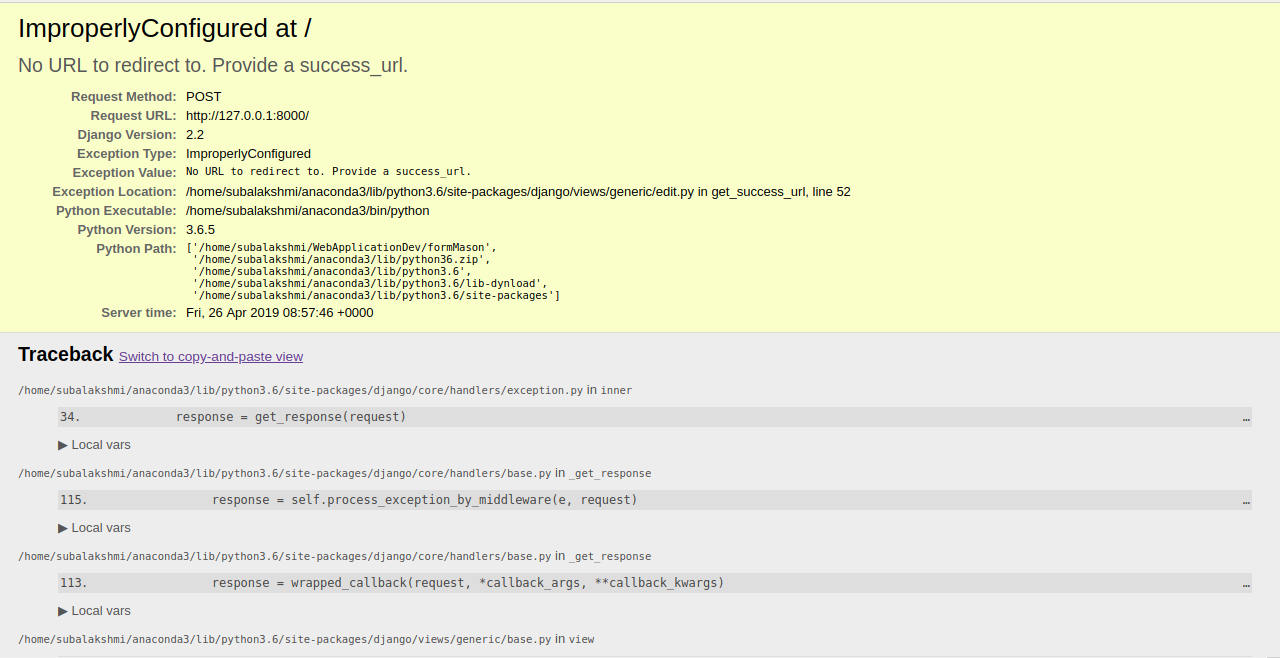 ImproperlyConfigured at /
No URL to redirect to. Provide a success_url.
Request Method: POST
Request URL: http://127.0.0.1:8000/
Django Version: 2.2
Exception Type: ImproperlyConfigured
Exception Value: No URL to redirect to. Provide a success_url.
Exception Location: /home/subalakshmi/anaconda3/lib/python3.6/site-packages/django/views/generic/edit.py in get_success_url, line 52
Python Executable: /home/subalakshmi/anaconda3/bin/python
Python Version: 3.6.5
Python Path: ['/home/subalakshmi/WebApplicationDev/formMason',
'/home/subalakshmi/anaconda3/lib/python36.zip',
'/home/subalakshmi/anaconda3/lib/python3.6',
'/home/subalakshmi/anaconda3/lib/python3.6/lib-dynload',
'/home/subalakshmi/anaconda3/lib/python3.6/site-packages']
Server time: Fri, 26 Apr 2019 08:57:46 +0000
Traceback Switch to copy-and-paste view
/home/subalakshmi/anaconda3/lib/python3.6/site-packages/django/core/handlers/exception.py in inner
34. response = get_response(request) …
▶ Local vars
/home/subalakshmi/anaconda3/lib/python3.6/site-packages/django/core/handlers/base.py in _get_response
115. response = self.process_exception_by_middleware(e, request) …
▶ Local vars
/home/subalakshmi/anaconda3/lib/python3.6/site-packages/django/core/handlers/base.py in _get_response
113. response = wrapped_callback(request, *callback_args, **callback_kwargs) …
▶ Local vars
/home/subalakshmi/anaconda3/lib/python3.6/site-packages/django/views/generic/base.py in view